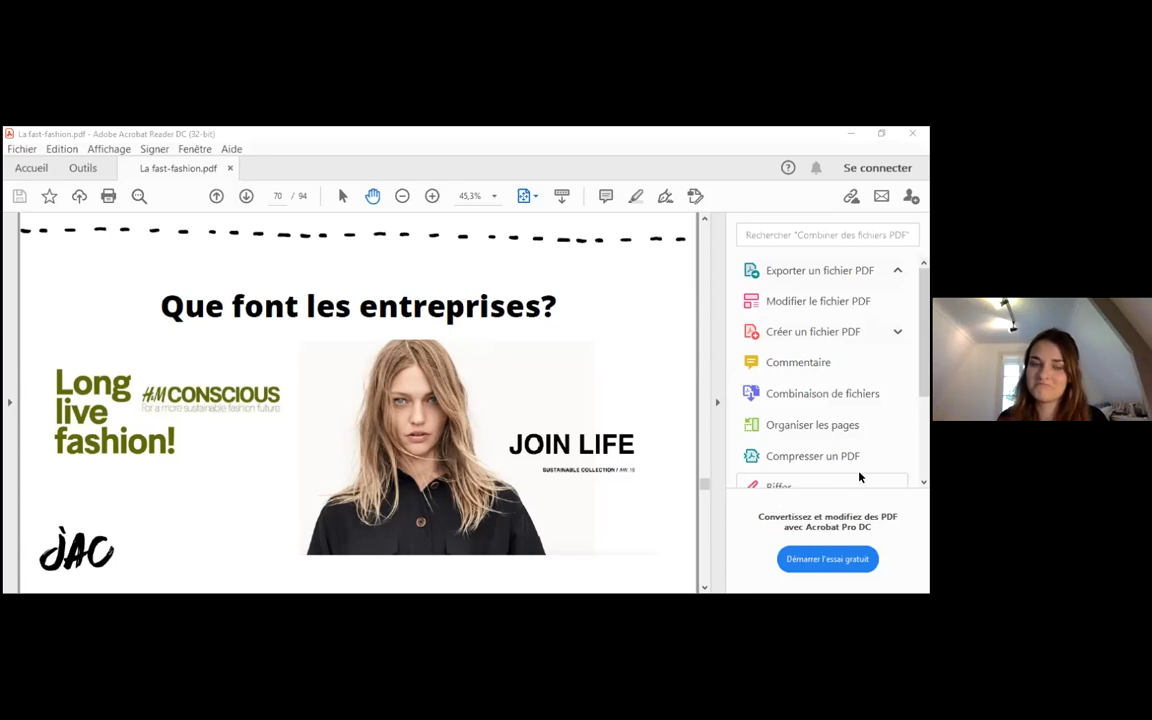 La fast-fashion.pdf - Adobe Acrobat Reader DC (32-bit)
Fichier Edition Affichage Signer Fenêtre Aide
Accueil Outils La fast-fashion.pdf × Se connecter
70 / 94 45,3%
Rechercher "Combiner des fichiers PDF"
Exporter un fichier PDF
Modifier le fichier PDF
Créer un fichier PDF
Commentaire
Combinaison de fichiers
Organiser les pages
Compresser un PDF
Biffer
Convertissez et modifiez des PDF
avec Acrobat Pro DC
Démarrer l'essai gratuit
Que font les entreprises?
Long
live
fashion!
H&M CONSCIOUS
For a more sustainable fashion future
JOIN LIFE
SUSTAINABLE COLLECTION / AW 16
JAC